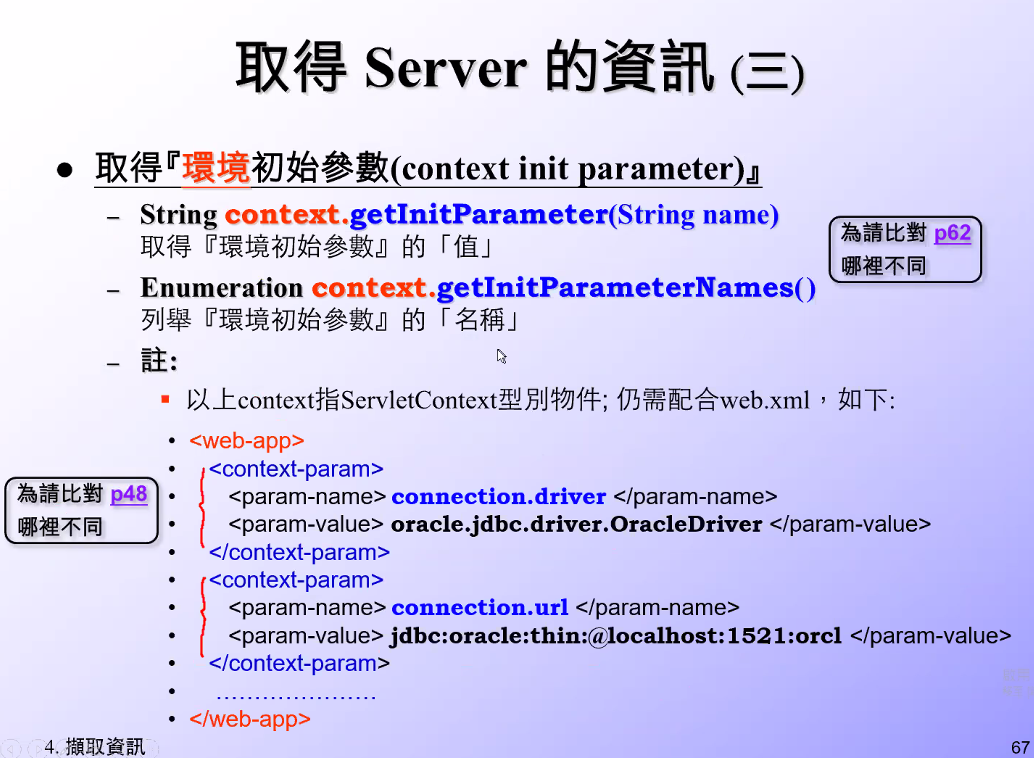 取得 Server 的資訊 (三)
● 取得『環境初始參數(context init parameter)』
– String context.getInitParameter(String name)
取得『環境初始參數』的「值」
為請比對 p62
哪裡不同
– Enumeration context.getInitParameterNames()
列舉『環境初始參數』的「名稱」
– 註:
▪ 以上context指ServletContext型別物件; 仍需配合web.xml，如下:
• <web-app>
• <context-param>
• <param-name> connection.driver </param-name>
• <param-value> oracle.jdbc.driver.OracleDriver </param-value>
• </context-param>
為請比對 p48
哪裡不同
• <context-param>
• <param-name> connection.url </param-name>
• <param-value> jdbc:oracle:thin:@localhost:1521:orcl </param-value>
• </context-param>
• …………………
• </web-app>
4. 擷取資訊
67